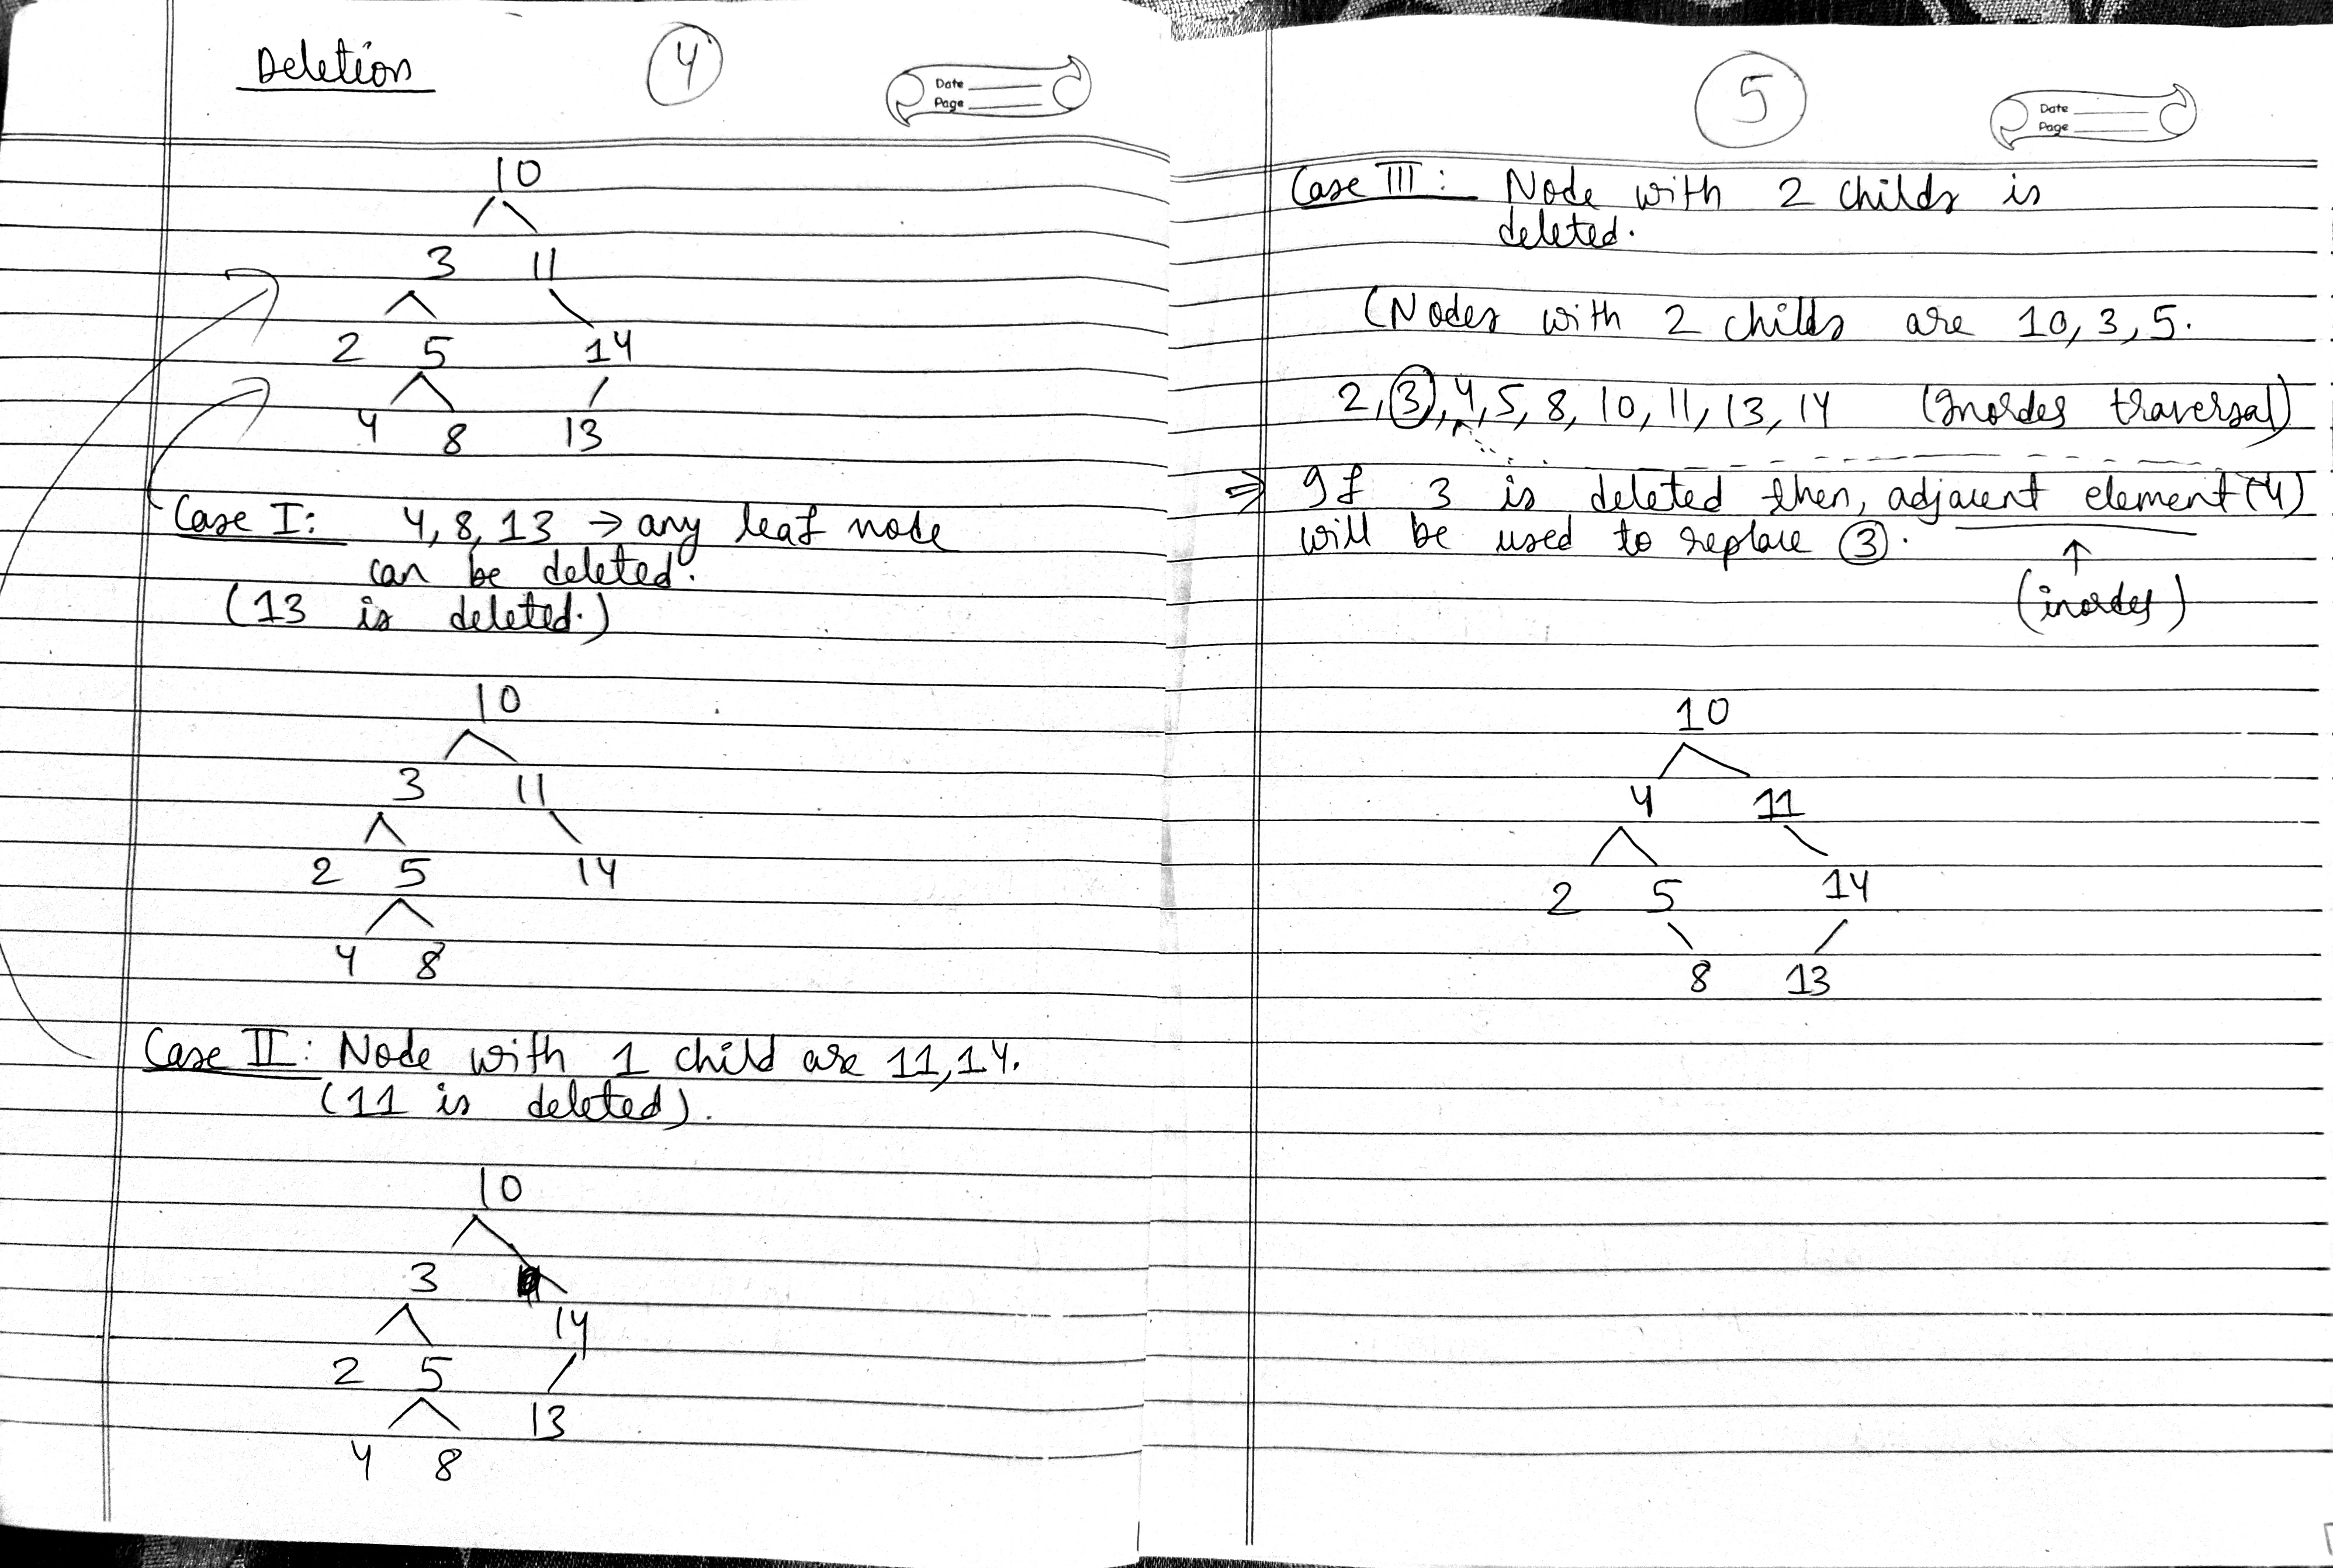 Deletion
4
Date
Page
10
3 11
2 5 14
4 8 13
Case I: 4, 8, 13 → any leaf node
can be deleted.
(13 is deleted.)
10
3 11
2 5 14
4 8
Case II: Node with 1 child are 11, 14.
(11 is deleted).
10
3
14
2 5
13
4 8
5
Date
Page
Case III: Node with 2 childs is
deleted.
(Nodes with 2 childs are 10, 3, 5.
2, 3, 4, 5, 8, 10, 11, 13, 14 (Inorder traversal)
⇒ If 3 is deleted then, adjacent element (4)
will be used to replace 3.
↑
(inorder)
10
4 11
2 5 14
8 13